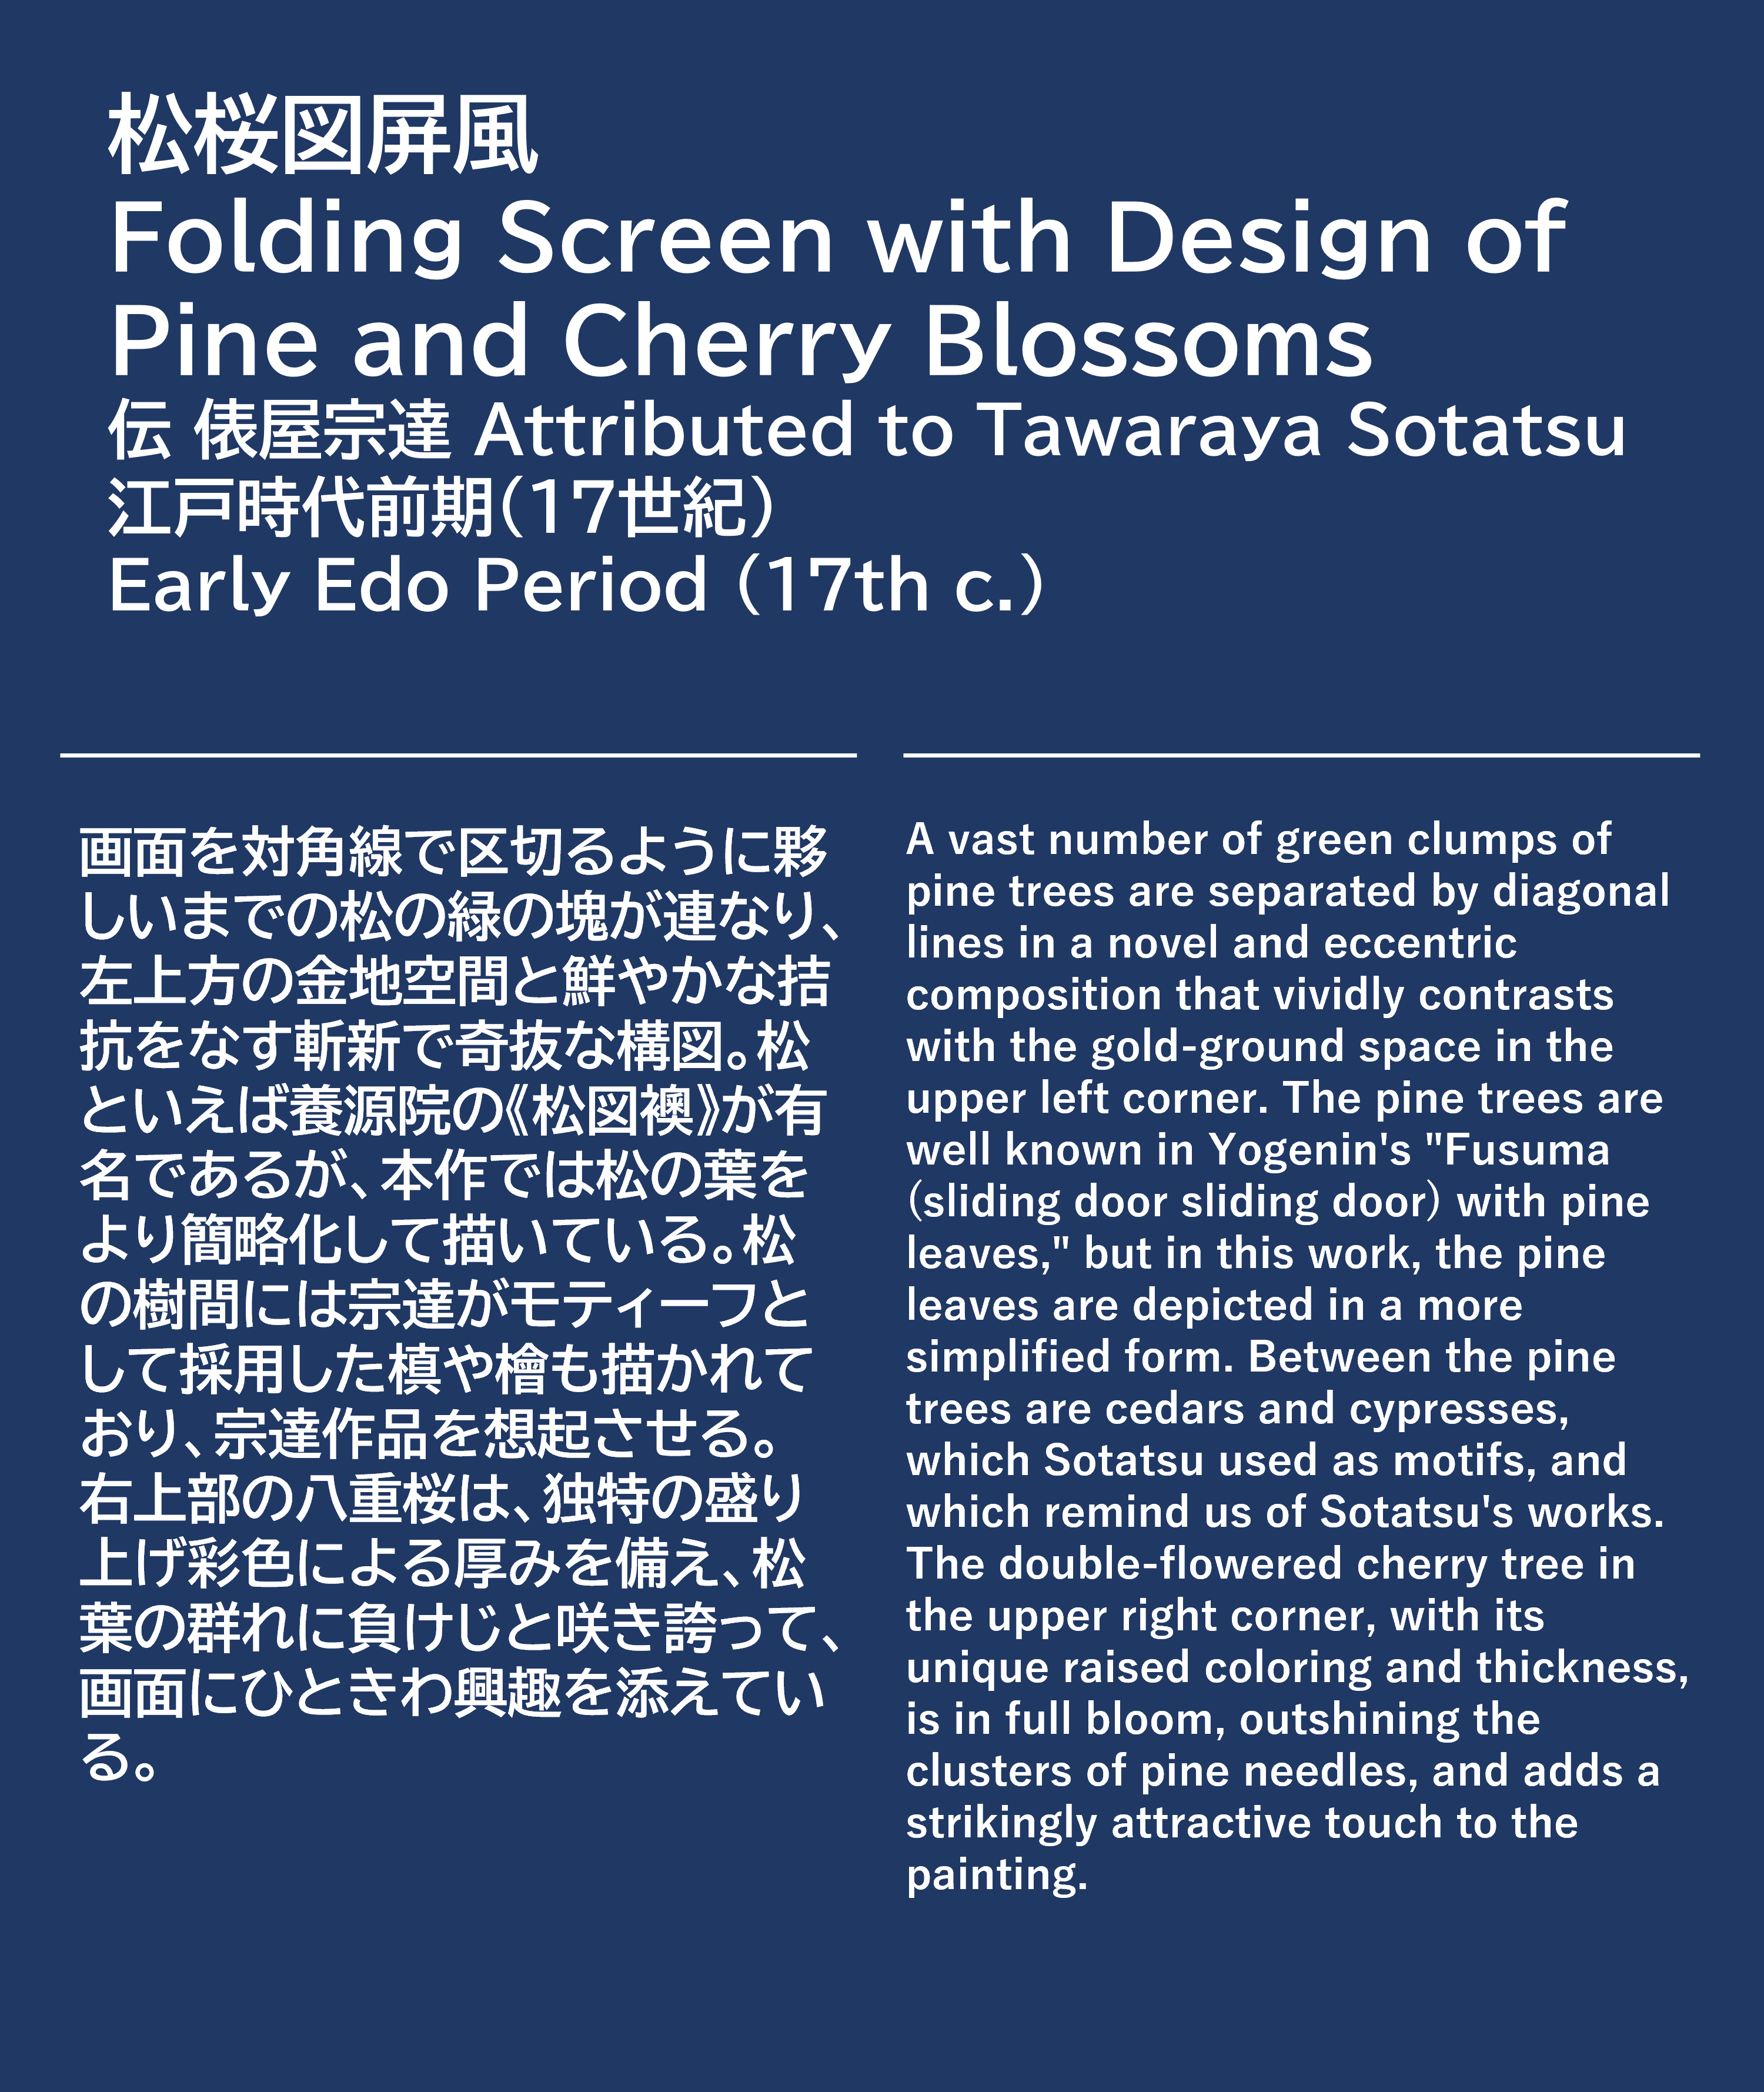 松桜図屏風
Folding Screen with Design of
Pine and Cherry Blossoms
伝 俵屋宗達 Attributed to Tawaraya Sotatsu
江戸時代前期(17世紀)
Early Edo Period (17th c.)
画面を対角線で区切るように夥
しいまでの松の緑の塊が連なり、
左上方の金地空間と鮮やかな拮
抗をなす斬新で奇抜な構図。松
といえば養源院の《松図襖》が有
名であるが、本作では松の葉を
より簡略化して描いている。松
の樹間には宗達がモティーフと
して採用した槙や檜も描かれて
おり、宗達作品を想起させる。
右上部の八重桜は、独特の盛り
上げ彩色による厚みを備え、松
葉の群れに負けじと咲き誇って、
画面にひときわ興趣を添えてい
る。
A vast number of green clumps of
pine trees are separated by diagonal
lines in a novel and eccentric
composition that vividly contrasts
with the gold-ground space in the
upper left corner. The pine trees are
well known in Yogenin's "Fusuma
(sliding door sliding door) with pine
leaves," but in this work, the pine
leaves are depicted in a more
simplified form. Between the pine
trees are cedars and cypresses,
which Sotatsu used as motifs, and
which remind us of Sotatsu's works.
The double-flowered cherry tree in
the upper right corner, with its
unique raised coloring and thickness,
is in full bloom, outshining the
clusters of pine needles, and adds a
strikingly attractive touch to the
painting.